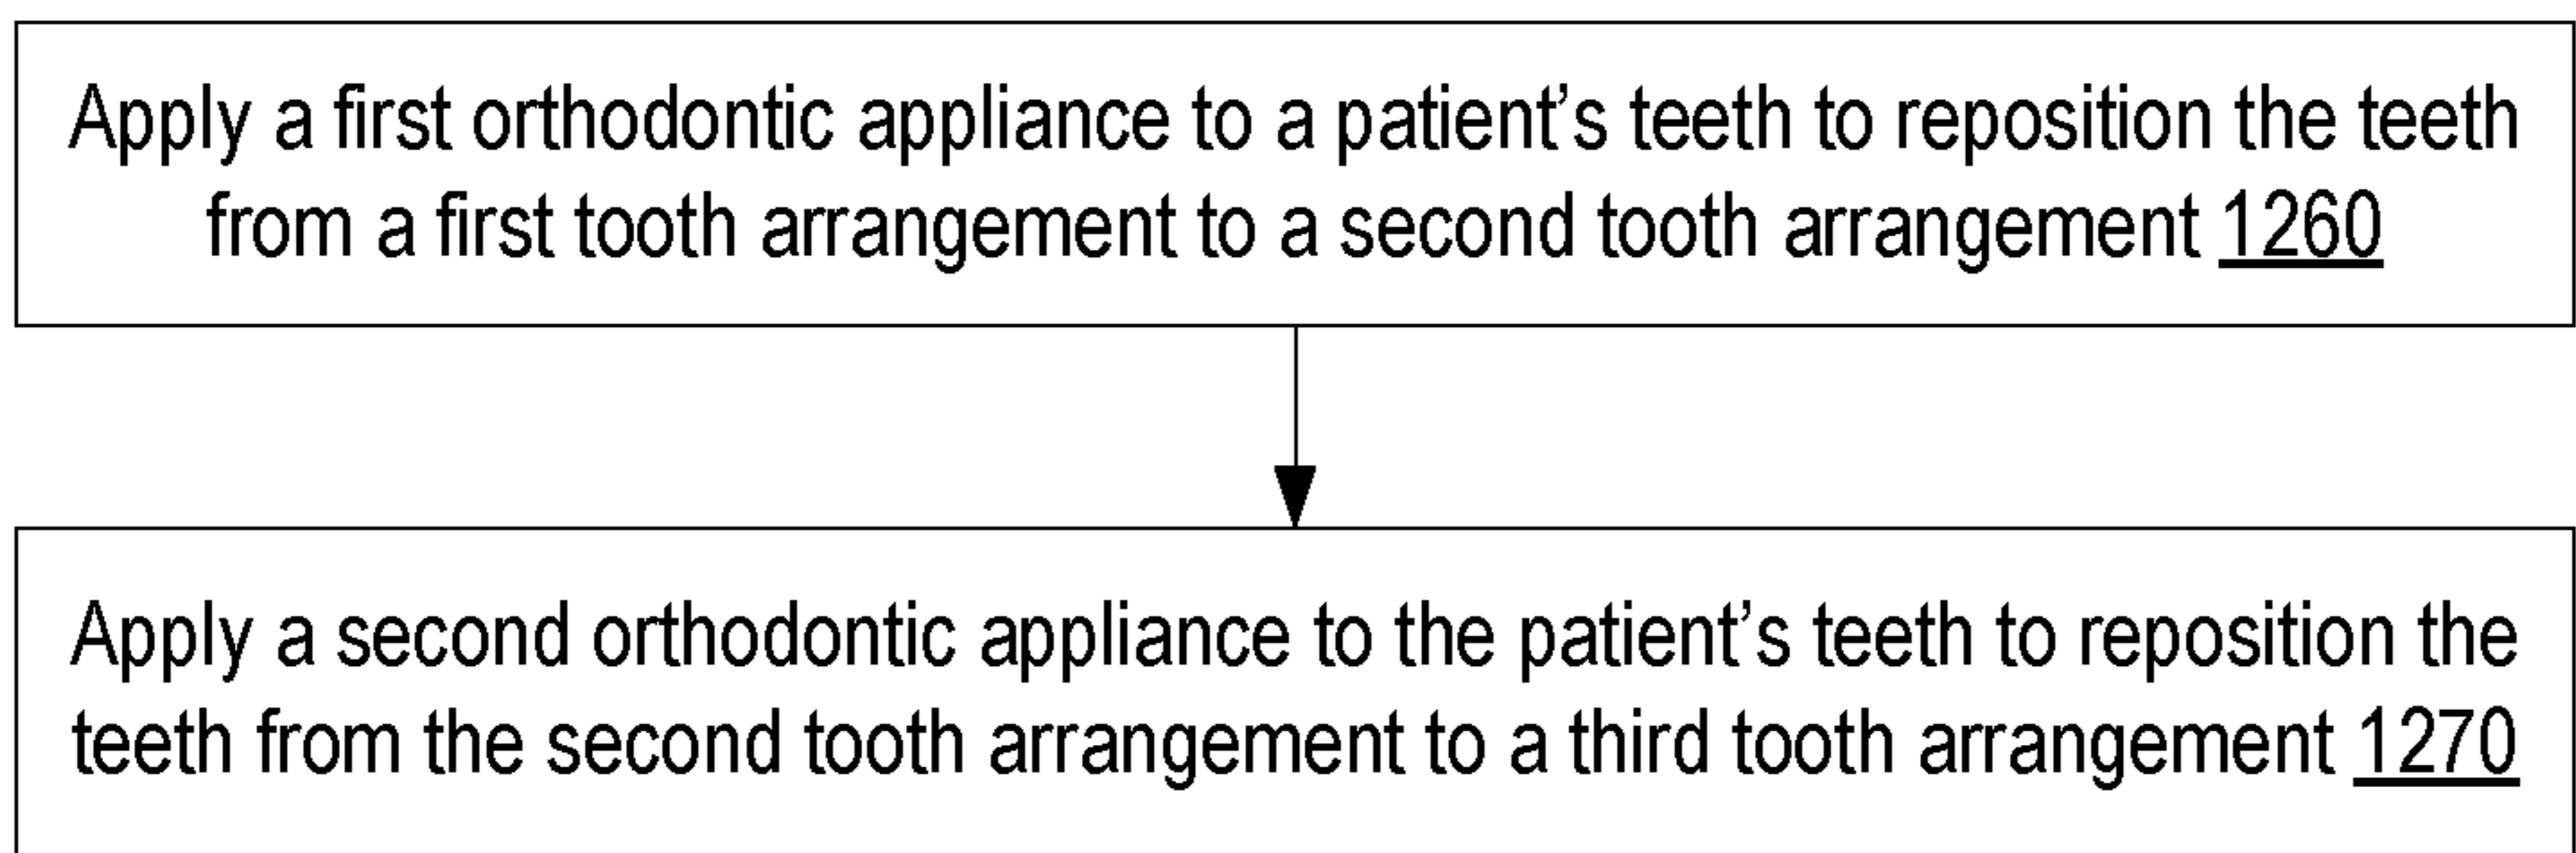 Apply a first orthodontic appliance to a patient’s teeth to reposition the teeth
from a first tooth arrangement to a second tooth arrangement 1260
Apply a second orthodontic appliance to the patient’s teeth to reposition the
teeth from the second tooth arrangement to a third tooth arrangement 1270